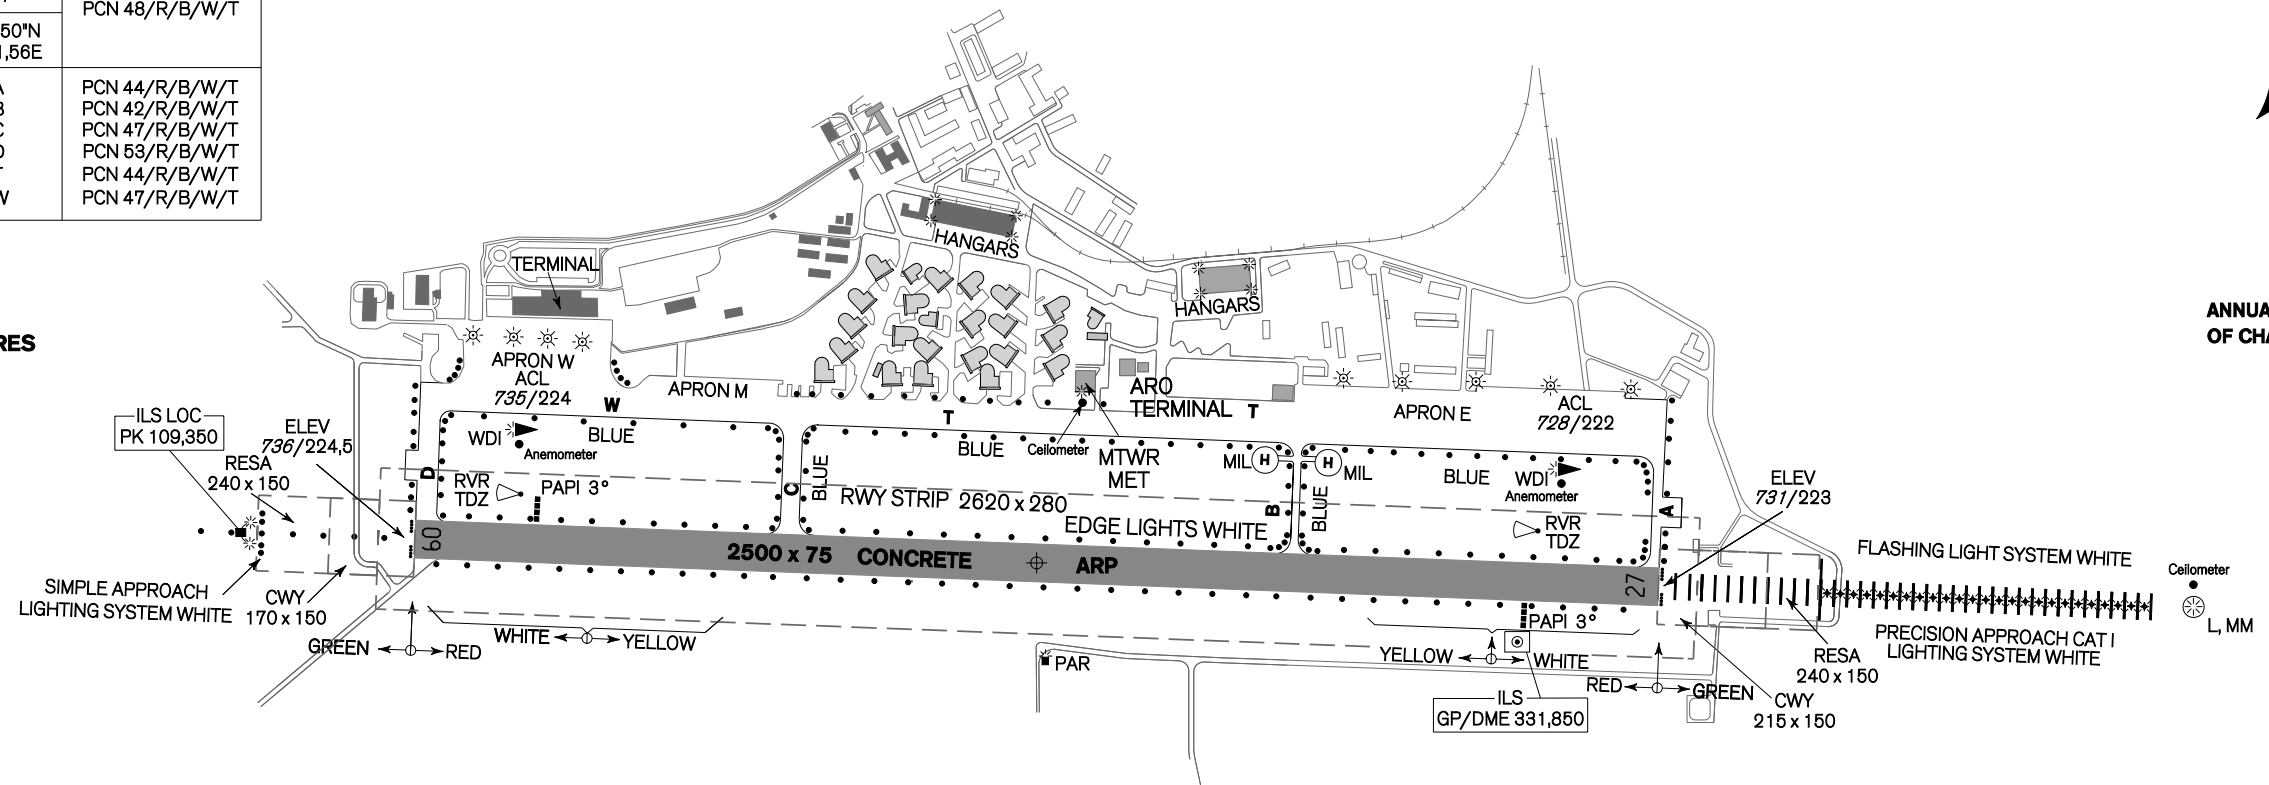 PCN 48/R/B/W/T
50"N
1,56E
A PCN 44/R/B/W/T
B PCN 42/R/B/W/T
C PCN 47/R/B/W/T
D PCN 53/R/B/W/T
T PCN 44/R/B/W/T
W PCN 47/R/B/W/T
RES
ANNUA
OF CHA
TERMINAL
HANGARS
HANGARS
APRON W
ACL
735/224
APRON M
W
T
ARO
TERMINAL
T
APRON E
ACL
728/222
ILS LOC
PK 109,350
ELEV
736/224,5
RESA
240 x 150
WDI
Anemometer
BLUE
BLUE
Ceilometer
MTWR
MET
MIL
H
H
MIL
BLUE
WDI
Anemometer
ELEV
731/223
D
RVR
TDZ
PAPI 3°
C
BLUE
RWY STRIP 2620 x 280
EDGE LIGHTS WHITE
B
BLUE
RVR
TDZ
A
09
2500 x 75 CONCRETE
ARP
27
FLASHING LIGHT SYSTEM WHITE
Ceilometer
L, MM
SIMPLE APPROACH
LIGHTING SYSTEM WHITE
CWY
170 x 150
GREEN
RED
WHITE
YELLOW
PAR
PAPI 3°
YELLOW
WHITE
ILS
GP/DME 331,850
RED
GREEN
CWY
215 x 150
RESA
240 x 150
PRECISION APPROACH CAT I
LIGHTING SYSTEM WHITE